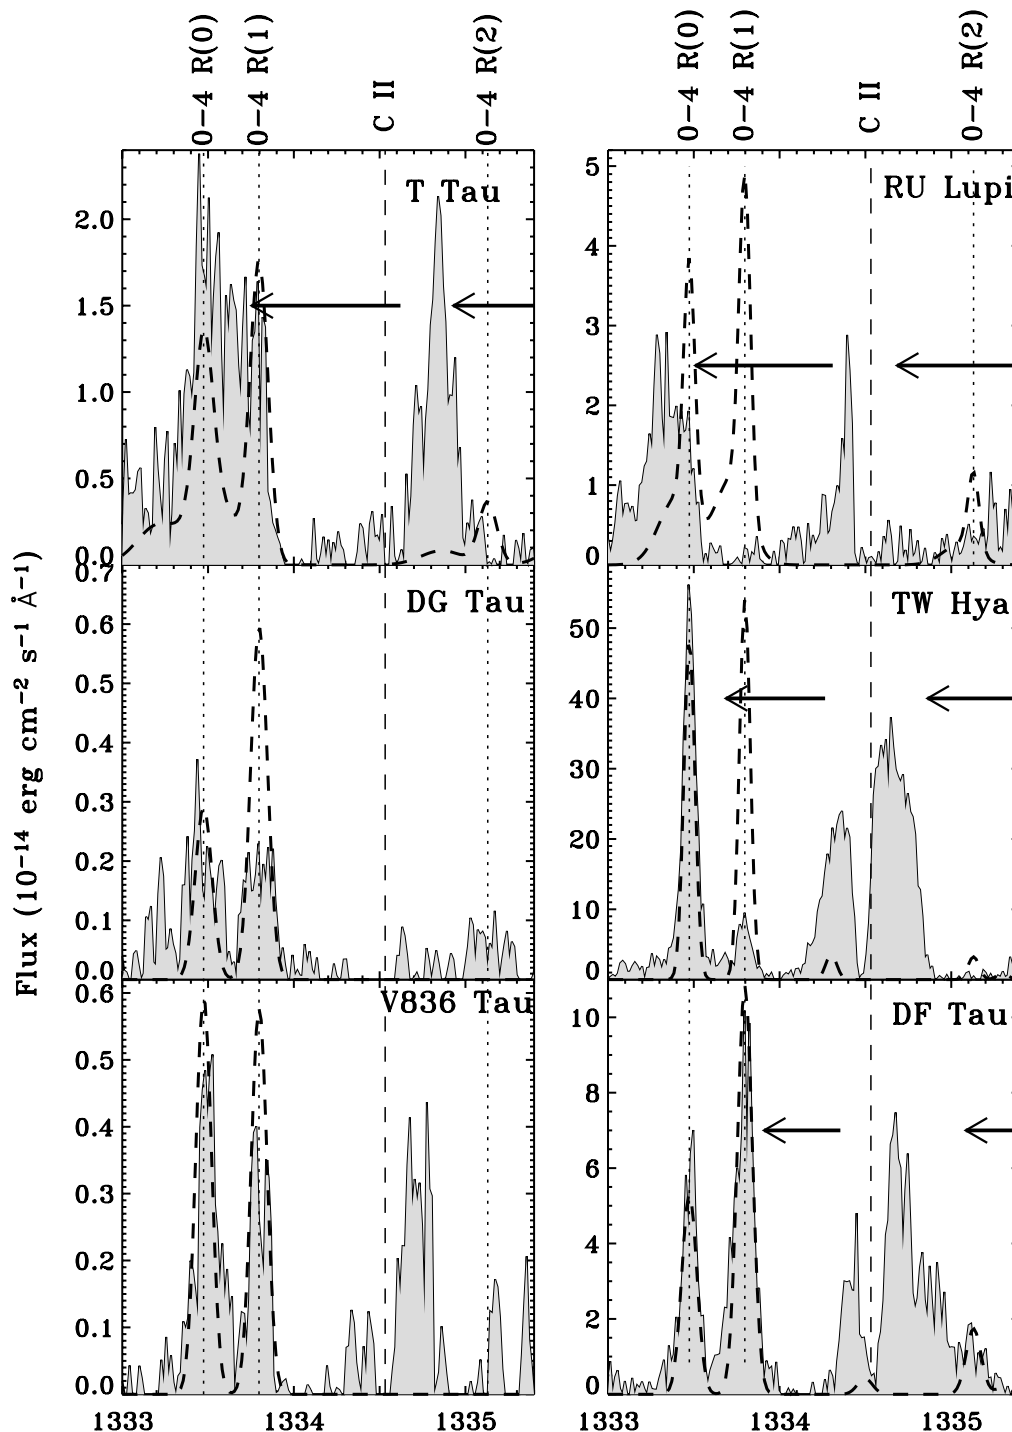 0-4 R(0)
0-4 R(1)
C II
0-4 R(2)
0-4 R(0)
0-4 R(1)
C II
0-4 R(2)
T Tau
2.0
1.5
1.0
0.5
0.0
RU Lupi
5
4
3
2
1
0
DG Tau
0.7
0.6
0.5
0.4
0.3
0.2
0.1
0.0
TW Hya
50
40
30
20
10
0
V836 Tau
0.6
0.5
0.4
0.3
0.2
0.1
0.0
DF Tau
10
8
6
4
2
0
Flux (10⁻¹⁴ erg cm⁻² s⁻¹ Å⁻¹)
1333
1334
1335
1333
1334
1335